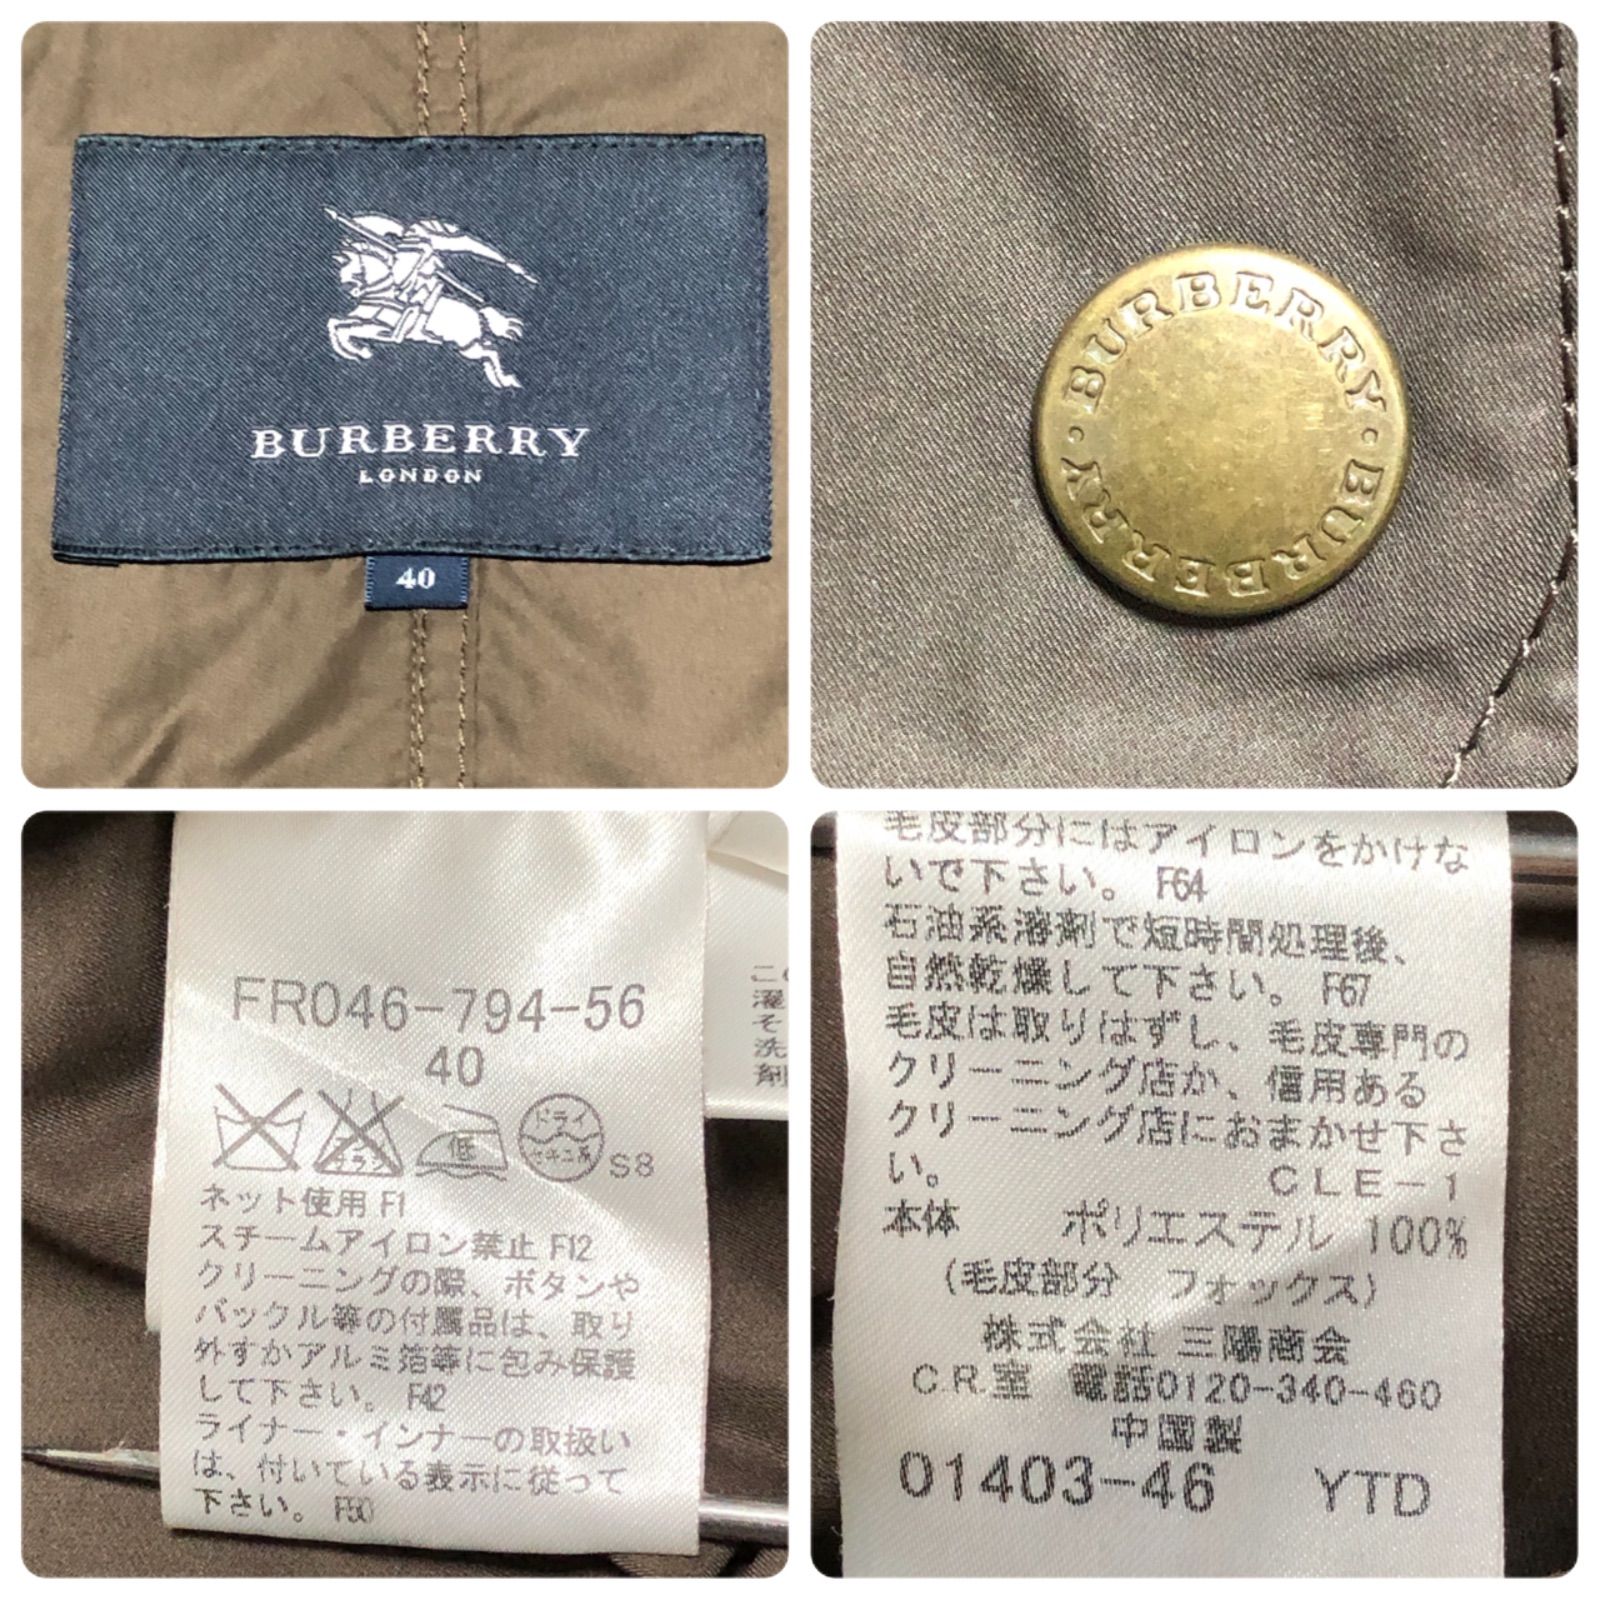 BURBERRY
LONDON
40
BURBERRY · BURBERRY ·
FR046-794-56
40
エンソ
サラシ
低
ドライ
セキユ系
S8
ネット使用 F1
スチームアイロン禁止 F12
クリーニングの際、ボタンや
バックル等の付属品は、取り
外すかアルミ箔等に包み保護
して下さい。 F42
ライナー・インナーの取扱い
は、付いている表示に従って
下さい。 F50
濯
そ
洗
剤
毛皮部分にはアイロンをかけな
いで下さい。 F64
石油系溶剤で短時間処理後、
自然乾燥して下さい。 F67
毛皮は取りはずし、毛皮専門の
クリーニング店か、信用ある
クリーニング店におまかせ下さ
い。 CLE-1
本体 ポリエステル 100%
(毛皮部分 フォックス)
株式会社 三陽商会
C.R.室 電話0120-340-460
中国製
01403-46 YTD